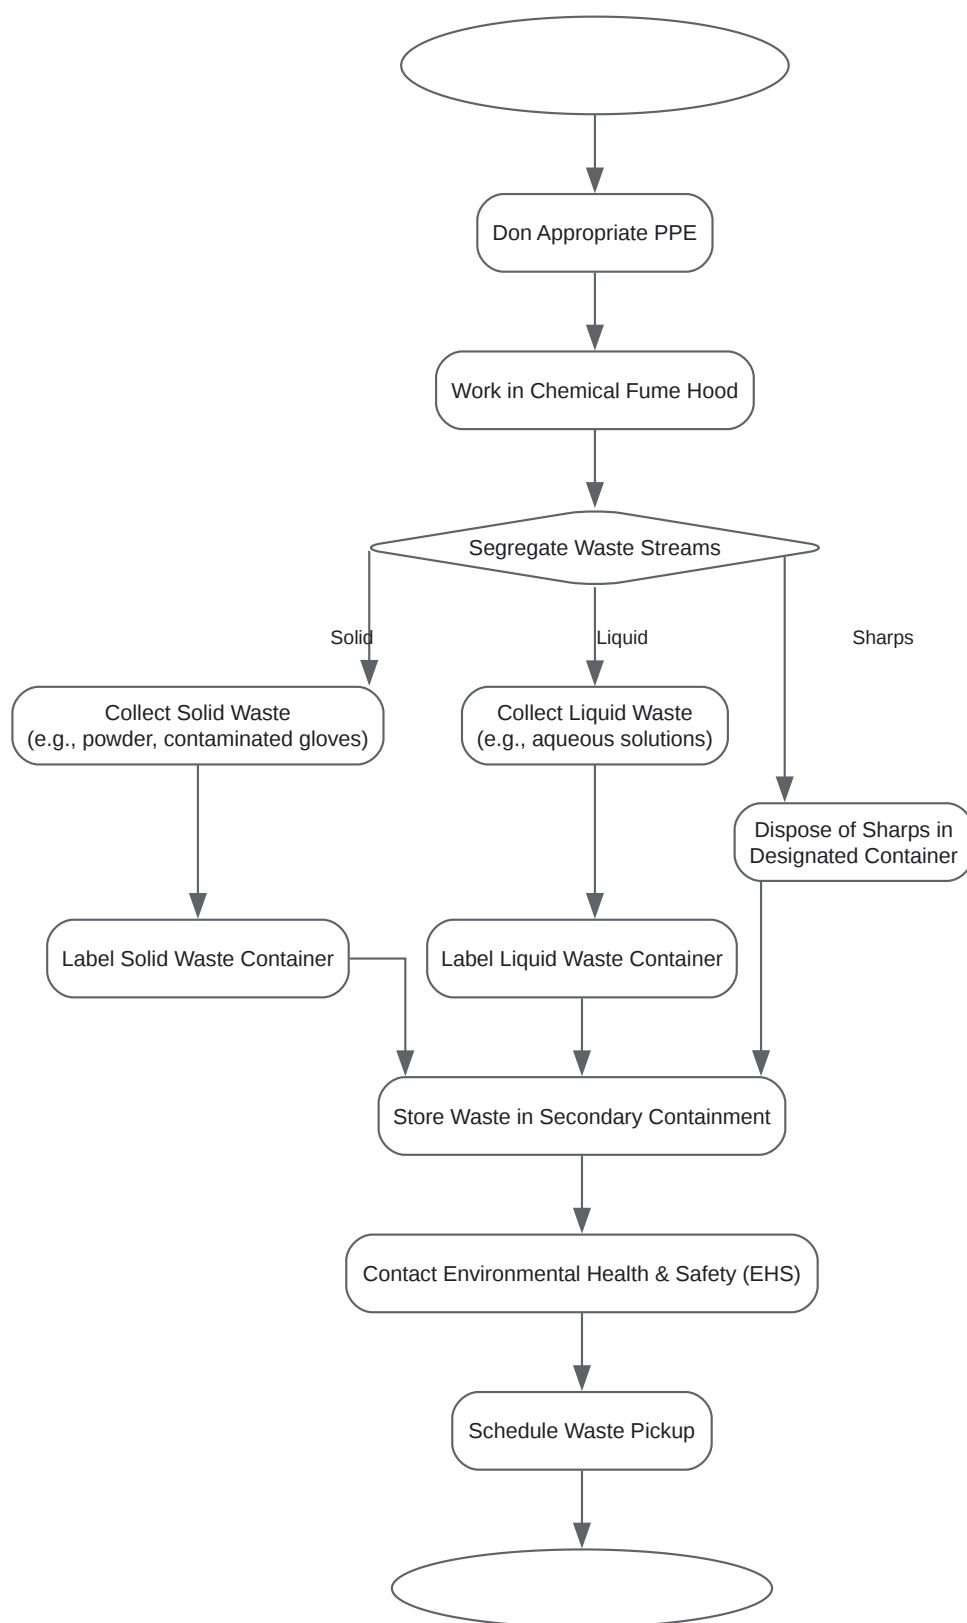 Don Appropriate PPE
Work in Chemical Fume Hood
Segregate Waste Streams
Solid
Liquid
Sharps
Collect Solid Waste
(e.g., powder, contaminated gloves)
Collect Liquid Waste
(e.g., aqueous solutions)
Dispose of Sharps in
Designated Container
Label Solid Waste Container
Label Liquid Waste Container
Store Waste in Secondary Containment
Contact Environmental Health & Safety (EHS)
Schedule Waste Pickup